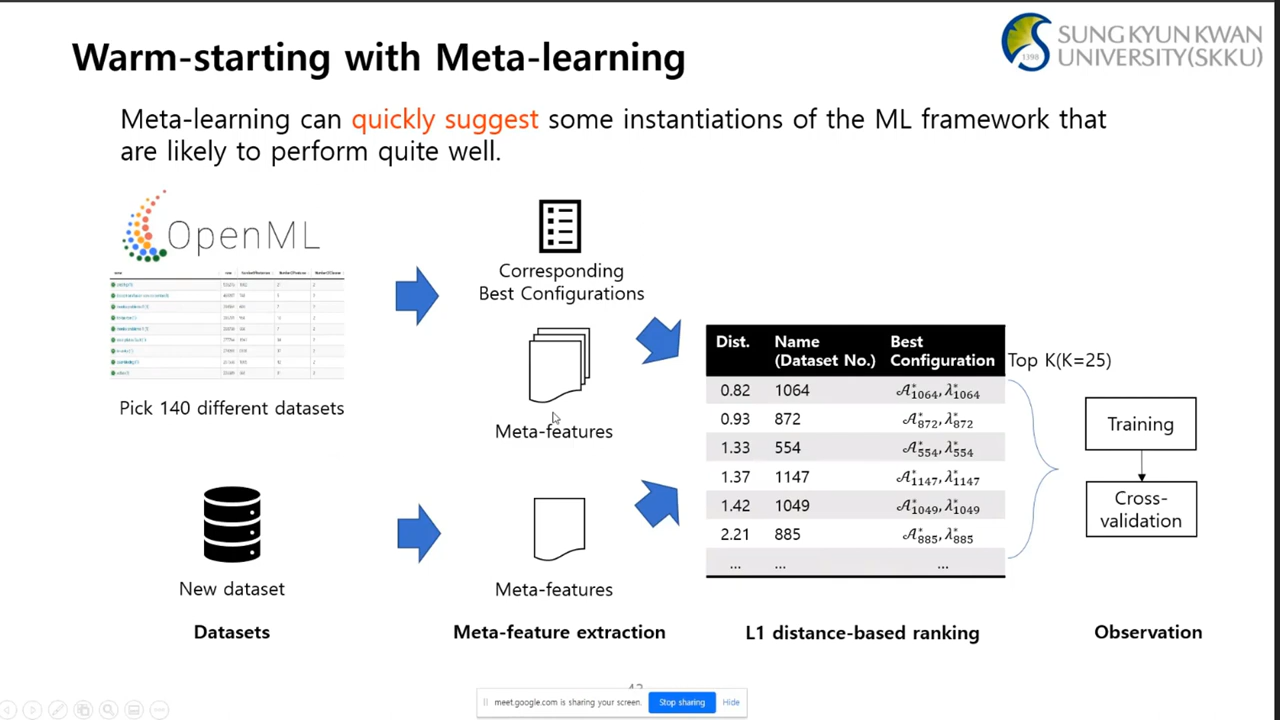 Warm-starting with Meta-learning
SUNG KYUN KWAN
UNIVERSITY(SKKU)
1398
Meta-learning can quickly suggest some instantiations of the ML framework that
are likely to perform quite well.
OpenML
Pick 140 different datasets
Corresponding
Best Configurations
Meta-features
New dataset
Meta-features
Dist. Name (Dataset No.) Best Configuration
0.82 1064 𝒜*1064, λ*1064
0.93 872 𝒜*872, λ*872
1.33 554 𝒜*554, λ*554
1.37 1147 𝒜*1147, λ*1147
1.42 1049 𝒜*1049, λ*1049
2.21 885 𝒜*885, λ*885
... ... ...
Top K(K=25)
Training
Cross-
validation
Datasets
Meta-feature extraction
L1 distance-based ranking
Observation
meet.google.com is sharing your screen.
Stop sharing
Hide